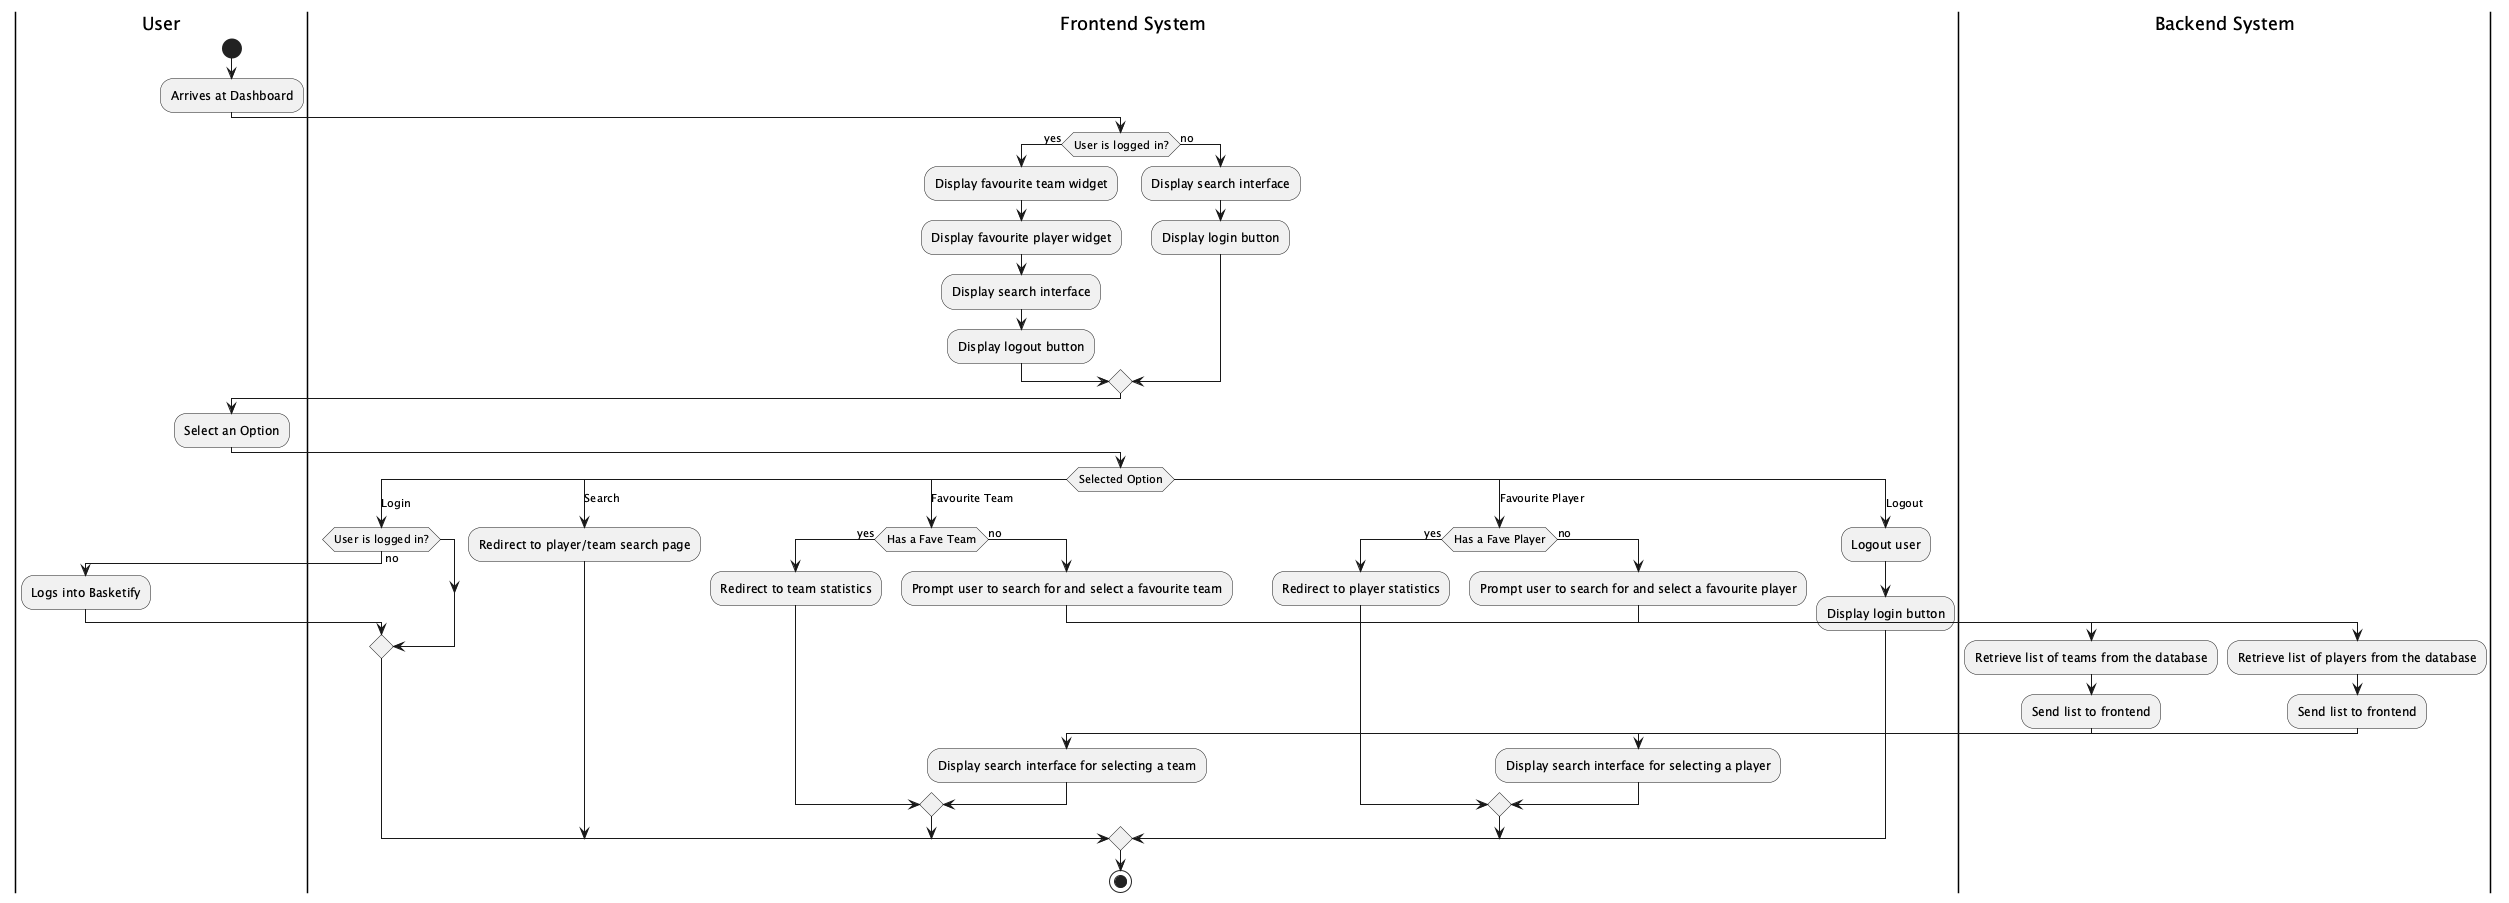 User
Frontend System
Backend System
Arrives at Dashboard
yes
User is logged in?
no
Display favourite team widget
Display search interface
Display favourite player widget
Display login button
Display search interface
Display logout button
Select an Option
Selected Option
Login
Search
Favourite Team
Favourite Player
Logout
User is logged in?
no
Redirect to player/team search page
yes
Has a Fave Team
no
yes
Has a Fave Player
no
Logout user
Logs into Basketify
Redirect to team statistics
Prompt user to search for and select a favourite team
Redirect to player statistics
Prompt user to search for and select a favourite player
Display login button
Retrieve list of teams from the database
Retrieve list of players from the database
Send list to frontend
Send list to frontend
Display search interface for selecting a team
Display search interface for selecting a player